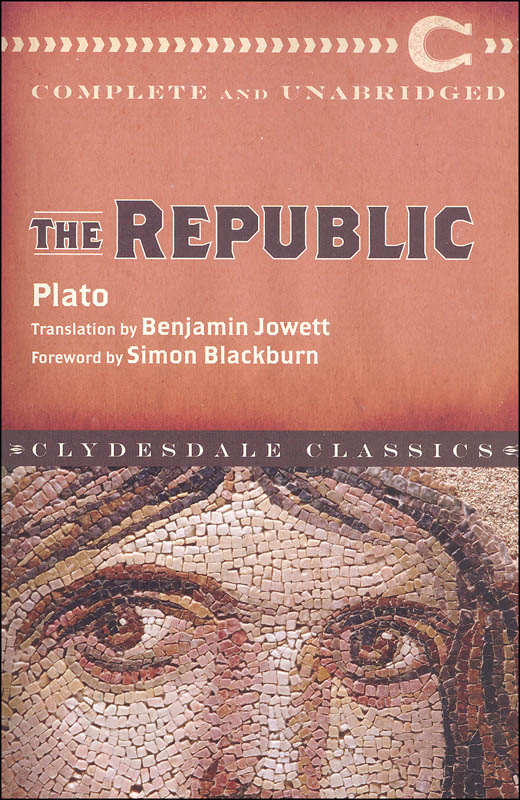 C
COMPLETE AND UNABRIDGED
THE REPUBLIC
Plato
Translation by Benjamin Jowett
Foreword by Simon Blackburn
CLYDESDALE CLASSICS